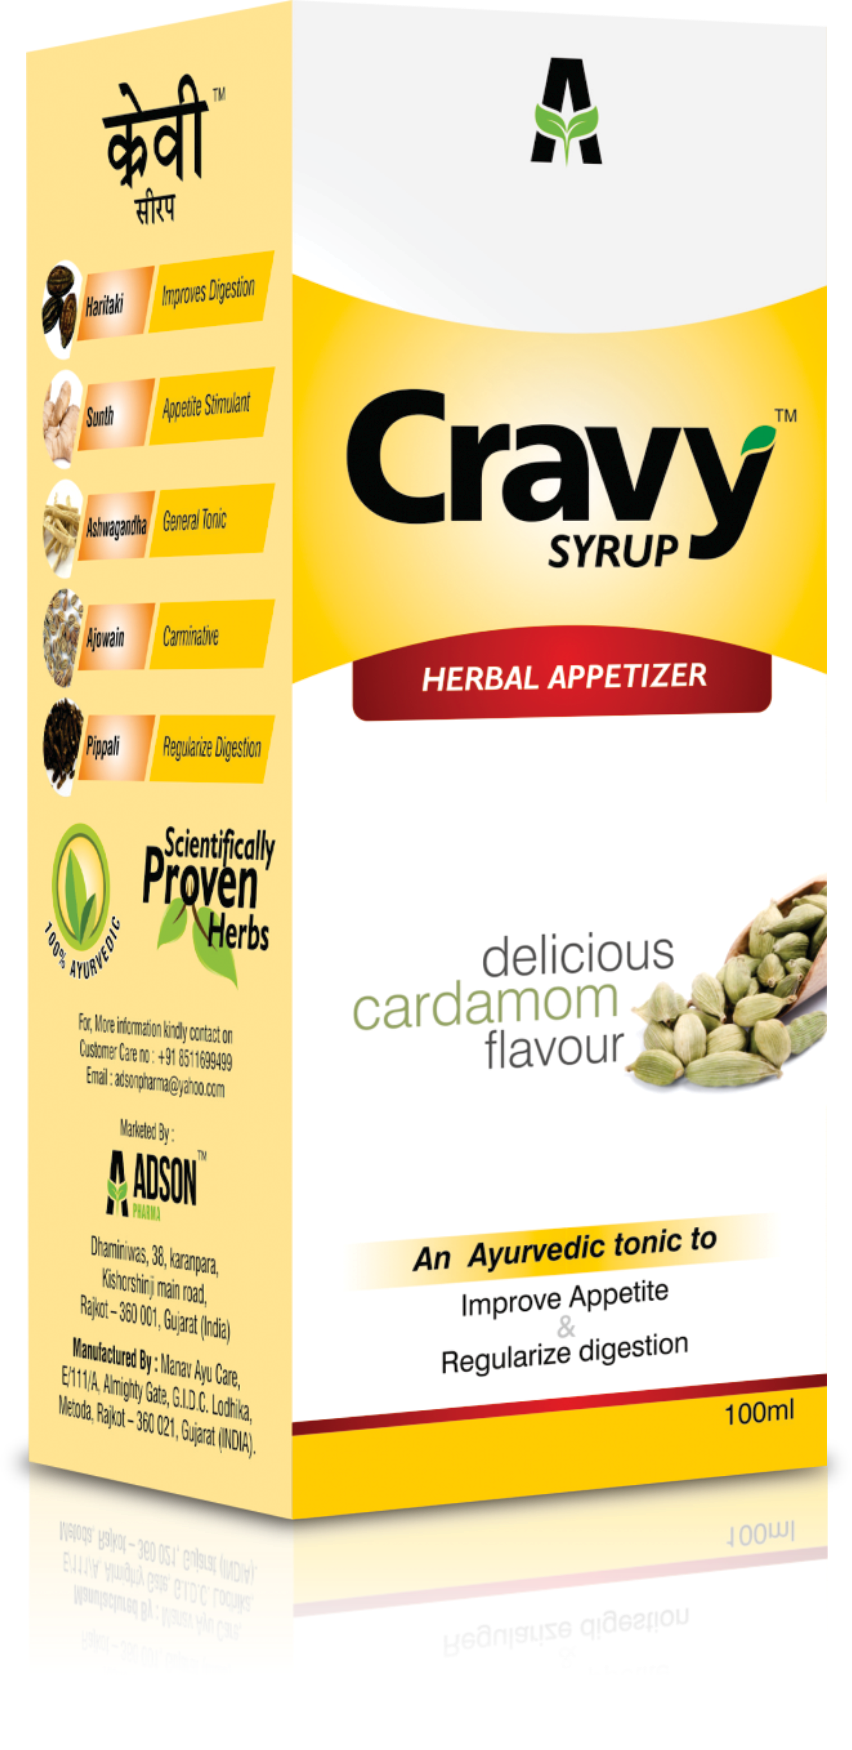 क्रेवी TM
सीरप
Haritaki Improves Digestion
Sunth Appetite Stimulant
Ashwagandha General Tonic
Ajowain Carminative
Pippali Regularize Digestion
100% AYURVEDIC
Scientifically
Proven
Herbs
For, More information kindly contact on
Customer Care no : +91 8511699499
Email : adsonpharma@yahoo.com
Marketed By :
ADSON TM
PHARMA
Dhaminiwas, 38, karanpara,
Kishorshinji main road,
Rajkot – 360 001, Gujarat (India)
Manufactured By : Manav Ayu Care,
E/111/A, Almighty Gate, G.I.D.C. Lodhika,
Metoda, Rajkot – 360 021, Gujarat (INDIA).
A
Cravy TM
SYRUP
HERBAL APPETIZER
delicious
cardamom
flavour
An Ayurvedic tonic to
Improve Appetite
&
Regularize digestion
100ml